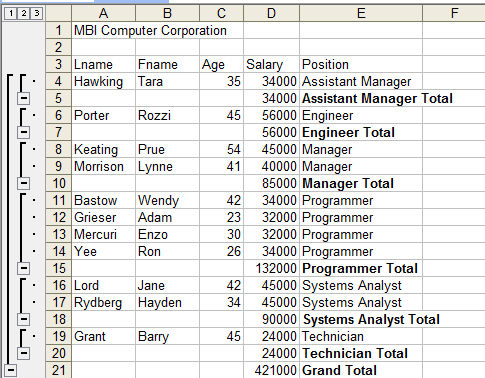 1 2 3
A B C D E F
1 MBI Computer Corporation
2
3 Lname Fname Age Salary Position
4 Hawking Tara 35 34000 Assistant Manager
5 34000 Assistant Manager Total
6 Porter Rozzi 45 56000 Engineer
7 56000 Engineer Total
8 Keating Prue 54 45000 Manager
9 Morrison Lynne 41 40000 Manager
10 85000 Manager Total
11 Bastow Wendy 42 34000 Programmer
12 Grieser Adam 23 32000 Programmer
13 Mercuri Enzo 30 32000 Programmer
14 Yee Ron 26 34000 Programmer
15 132000 Programmer Total
16 Lord Jane 42 45000 Systems Analyst
17 Rydberg Hayden 34 45000 Systems Analyst
18 90000 Systems Analyst Total
19 Grant Barry 45 24000 Technician
20 24000 Technician Total
21 421000 Grand Total